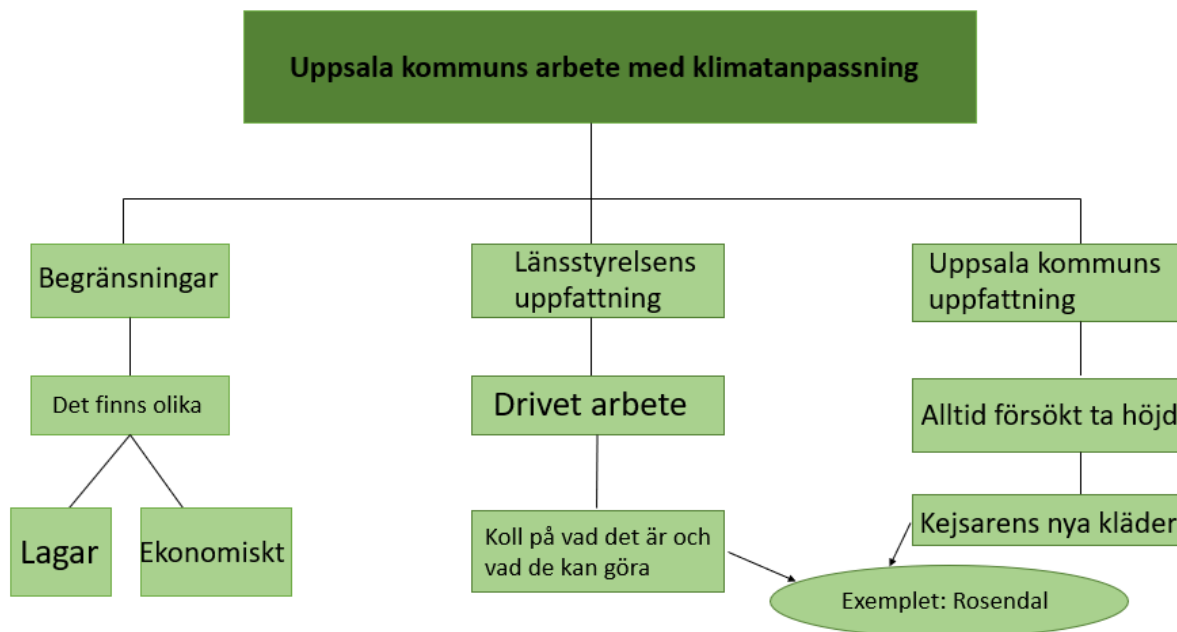 Uppsala kommuns arbete med klimatanpassning
Begränsningar
Länsstyrelsens
uppfattning
Uppsala kommuns
uppfattning
Det finns olika
Drivet arbete
Alltid försökt ta höjd
Lagar
Ekonomiskt
Koll på vad det är och
vad de kan göra
Kejsarens nya kläder
Exemplet: Rosendal